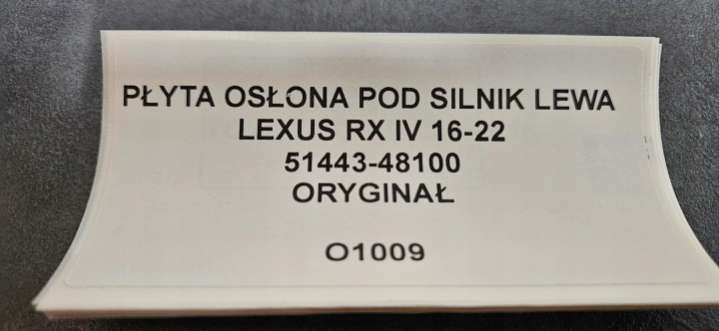 PŁYTA OSŁONA POD SILNIK LEWA
LEXUS RX IV 16-22
51443-48100
ORYGINAŁ
O1009